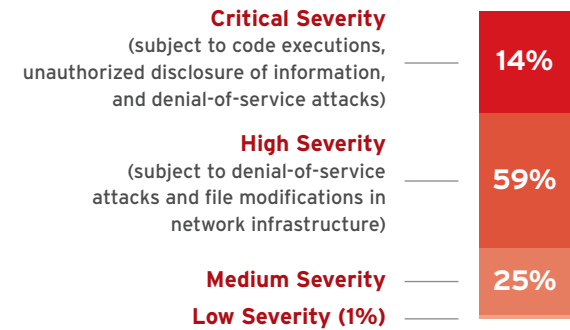 Critical Severity
(subject to code executions,
unauthorized disclosure of information,
and denial-of-service attacks)
14%
High Severity
(subject to denial-of-service
attacks and file modifications in
network infrastructure)
59%
Medium Severity
25%
Low Severity (1%)